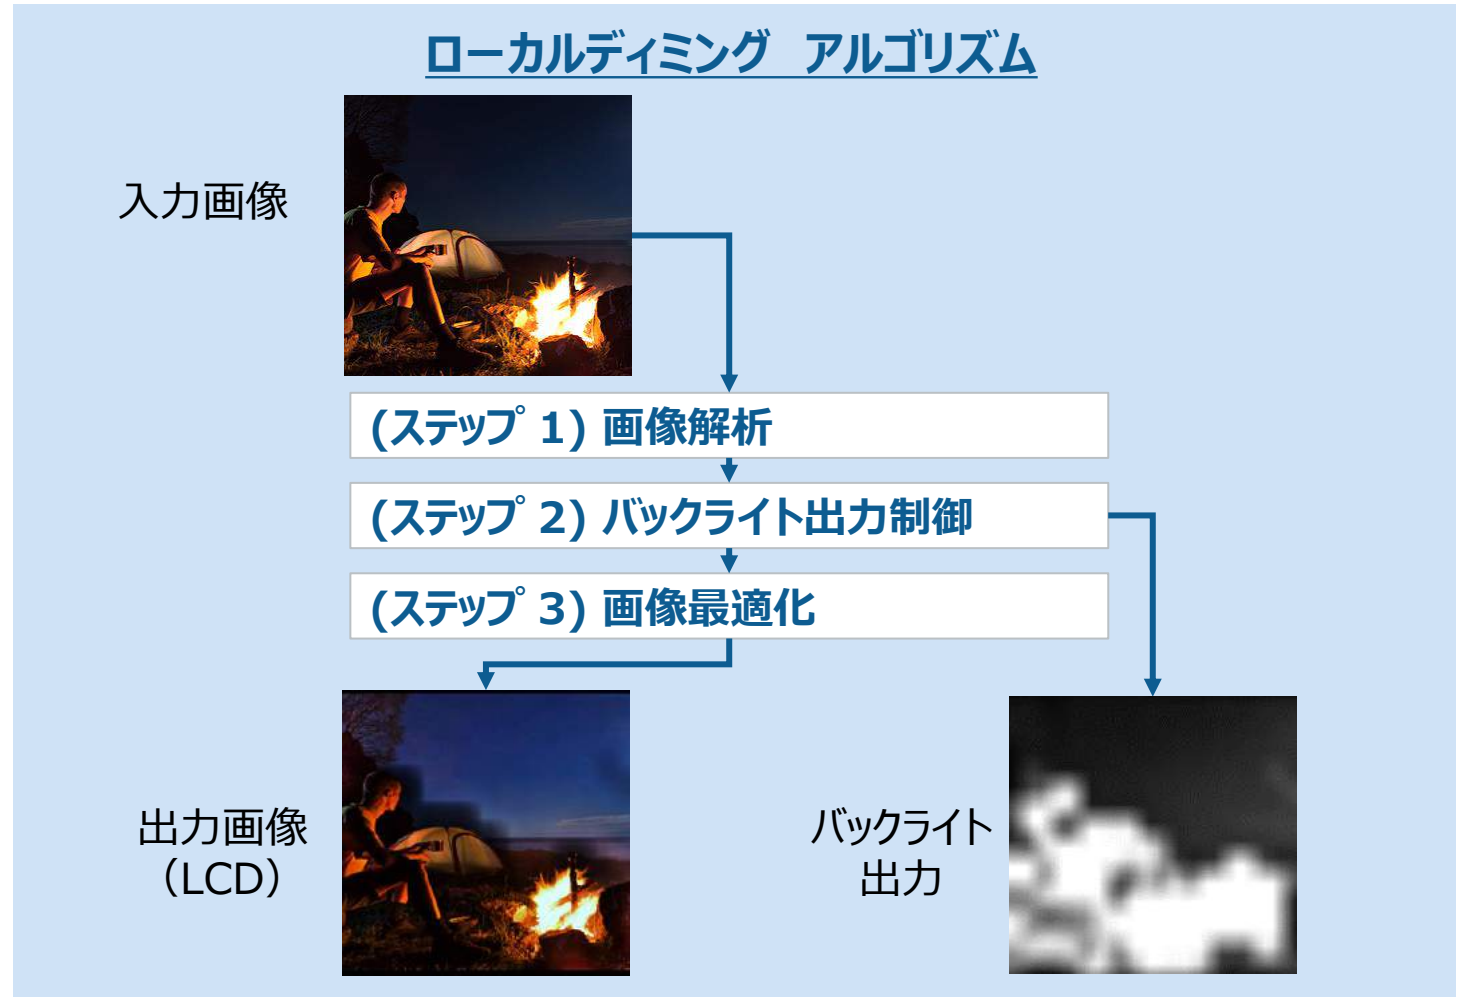 ローカルディミング　アルゴリズム
入力画像
(ステップ 1) 画像解析
(ステップ 2) バックライト出力制御
(ステップ 3) 画像最適化
出力画像
（LCD）
バックライト
出力